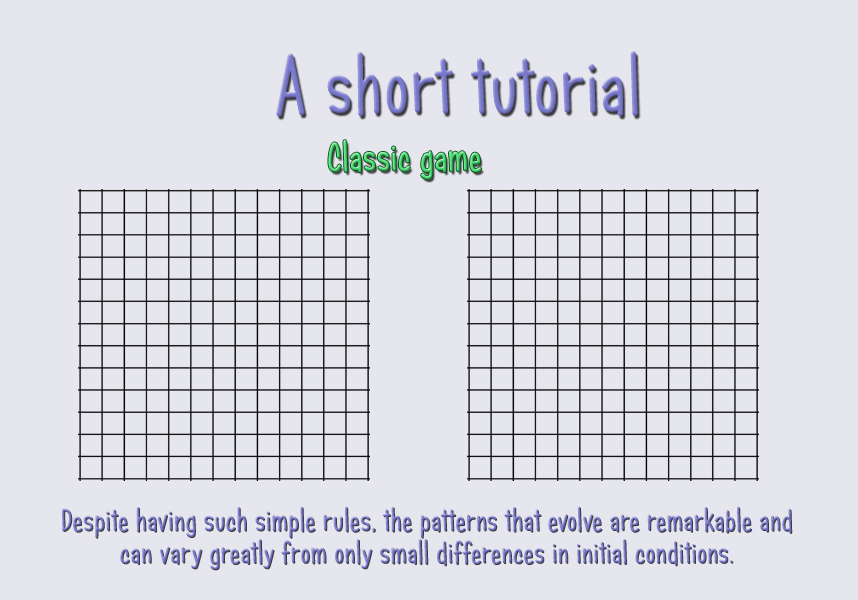 A short tutorial
Classic game
Despite having such simple rules, the patterns that evolve are remarkable and
can vary greatly from only small differences in initial conditions.